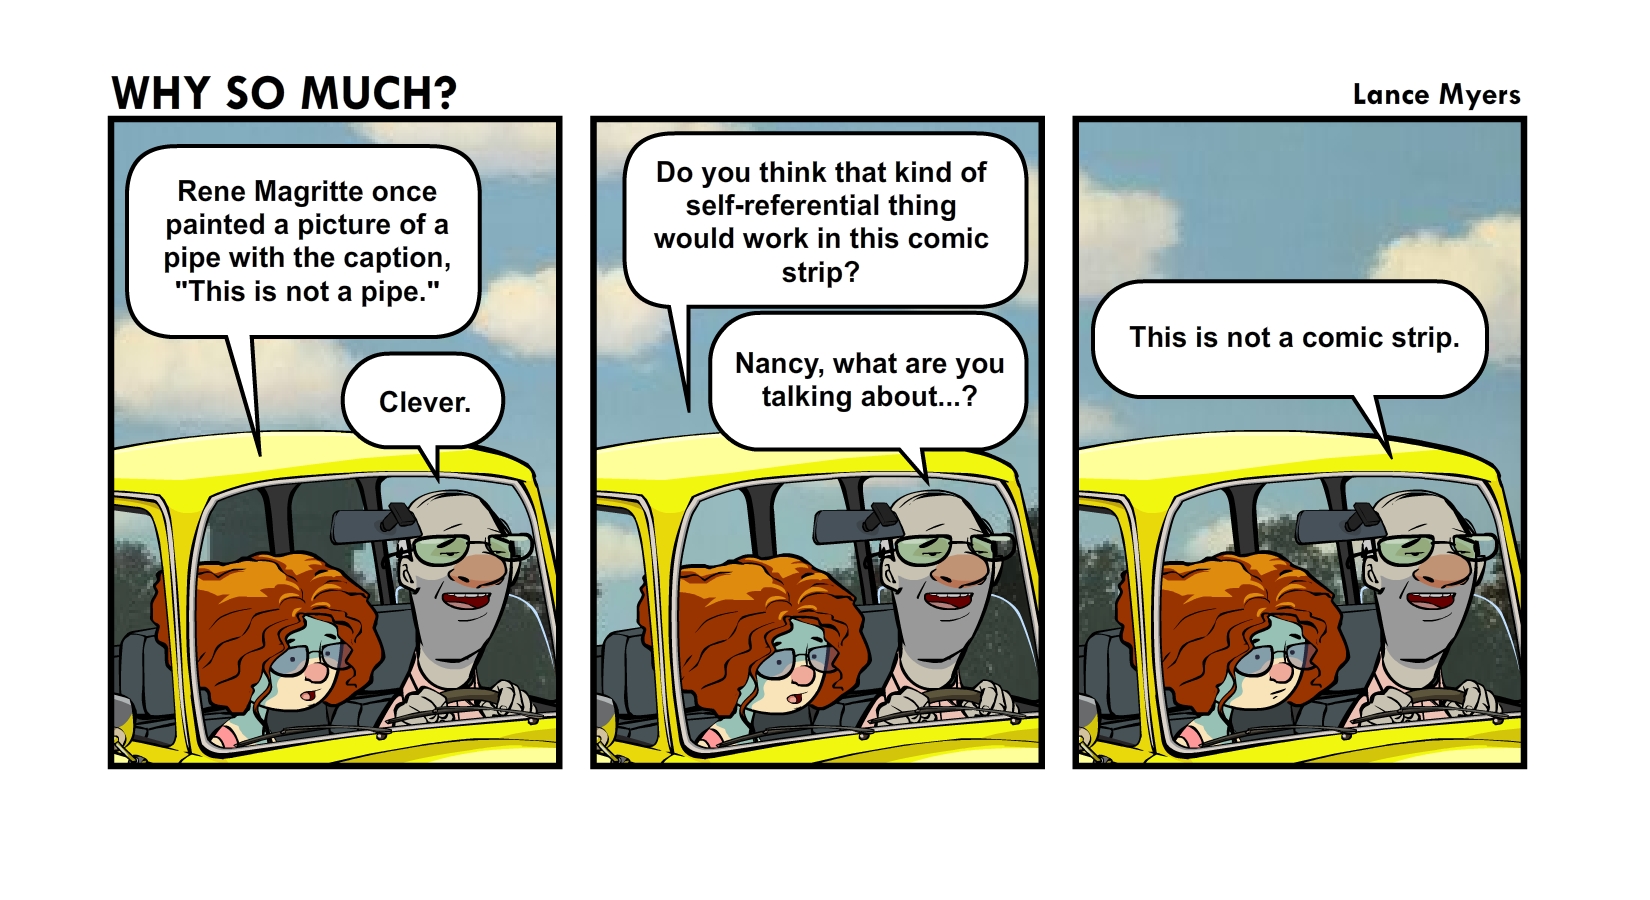 WHY SO MUCH?
Lance Myers
Rene Magritte once
painted a picture of a
pipe with the caption,
"This is not a pipe."
Clever.
Do you think that kind of
self-referential thing
would work in this comic
strip?
Nancy, what are you
talking about...?
This is not a comic strip.